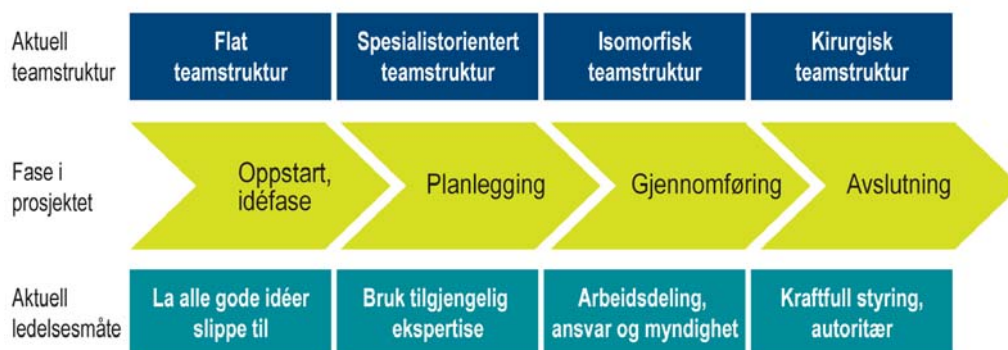 Aktuell
teamstruktur
Flat
teamstruktur
Spesialistorientert
teamstruktur
Isomorfisk
teamstruktur
Kirurgisk
teamstruktur
Fase i
prosjektet
Oppstart,
idéfase
Planlegging
Gjennomføring
Avslutning
Aktuell
ledelsesmåte
La alle gode idéer
slippe til
Bruk tilgjengelig
ekspertise
Arbeidsdeling,
ansvar og myndighet
Kraftfull styring,
autoritær